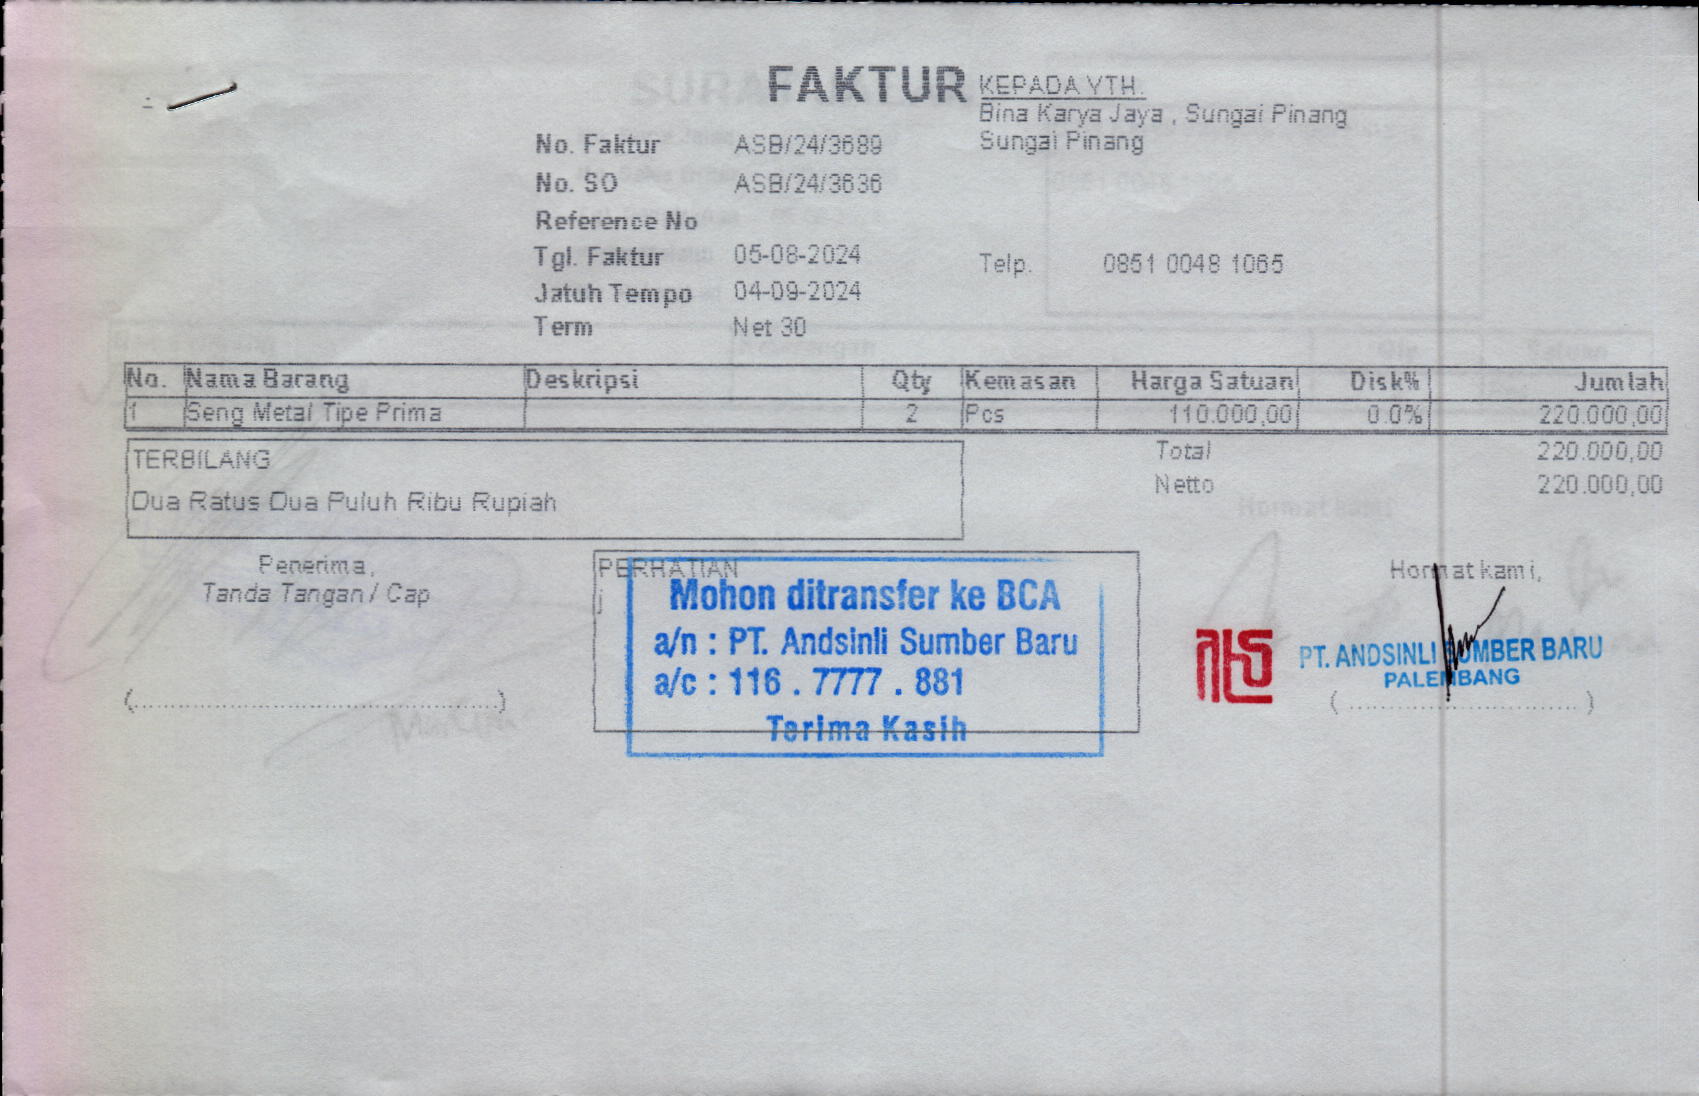 FAKTUR
KEPADA YTH.
Bina Karya Jaya , Sungai Pinang
Sungai Pinang
No. Faktur ASB/24/3689
No. SO ASB/24/3636
Reference No
Tgl. Faktur 05-08-2024
Telp. 0851 0048 1065
Jatuh Tempo 04-09-2024
Term Net 30
No. Nama Barang Deskripsi Qty Kemasan Harga Satuan Disk% Jumlah
1 Seng Metal Tipe Prima 2 Pcs 110.000,00 0.0% 220.000,00
Total 220.000,00
TERBILANG
Netto 220.000,00
Dua Ratus Dua Puluh Ribu Rupiah
Penerima,
Tanda Tangan / Cap
PERHATIAN
Mohon ditransfer ke BCA
a/n : PT. Andsinli Sumber Baru
a/c : 116 . 7777 . 881
Terima Kasih
Hormat kami,
PT. ANDSINLI SUMBER BARU
PALEMBANG